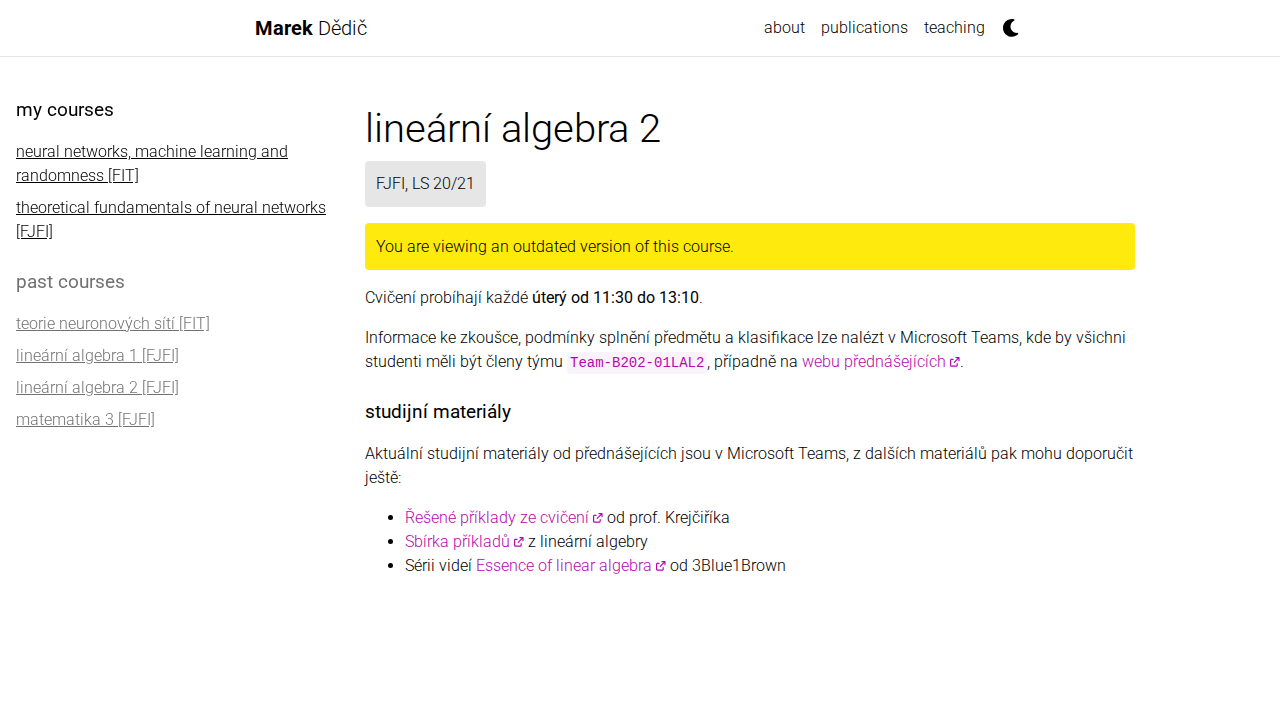 Marek Dědič
about publications teaching
my courses
neural networks, machine learning and
randomness [FIT]
theoretical fundamentals of neural networks
[FJFI]
past courses
teorie neuronových sítí [FIT]
lineární algebra 1 [FJFI]
lineární algebra 2 [FJFI]
matematika 3 [FJFI]
lineární algebra 2
FJFI, LS 20/21
You are viewing an outdated version of this course.
Cvičení probíhají každé úterý od 11:30 do 13:10.
Informace ke zkoušce, podmínky splnění předmětu a klasifikace lze nalézt v Microsoft Teams, kde by všichni
studenti měli být členy týmu Team-B202-01LAL2, případně na webu přednášejících.
studijní materiály
Aktuální studijní materiály od přednášejících jsou v Microsoft Teams, z dalších materiálů pak mohu doporučit
ještě:
Řešené příklady ze cvičení od prof. Krejčiříka
Sbírka příkladů z lineární algebry
Sérii videí Essence of linear algebra od 3Blue1Brown